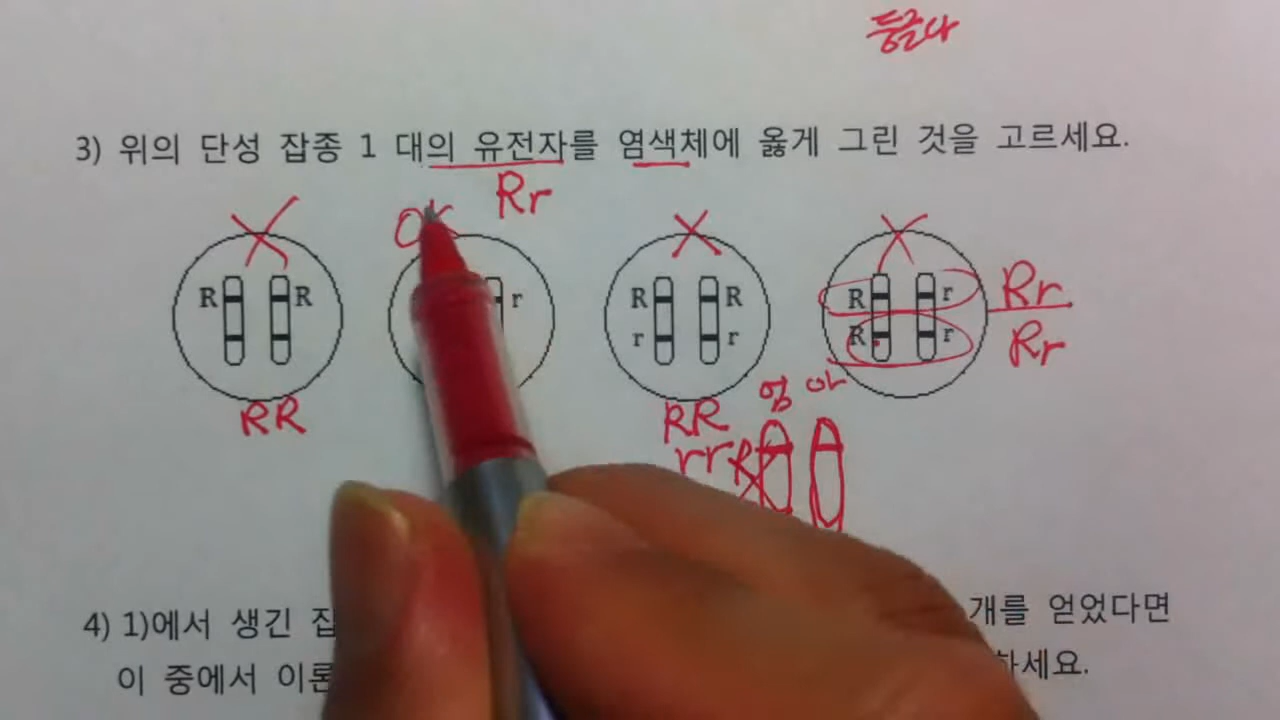 둥글다
3) 위의 단성 잡종 1 대의 유전자를 염색체에 옳게 그린 것을 고르세요.
Rr
OK
R R
r
R R
r r
R r
R r
Rr
Rr
RR
RR
rr
R
엄 아
4) 1)에서 생긴 개를 얻었다면
이 중에서 하세요.